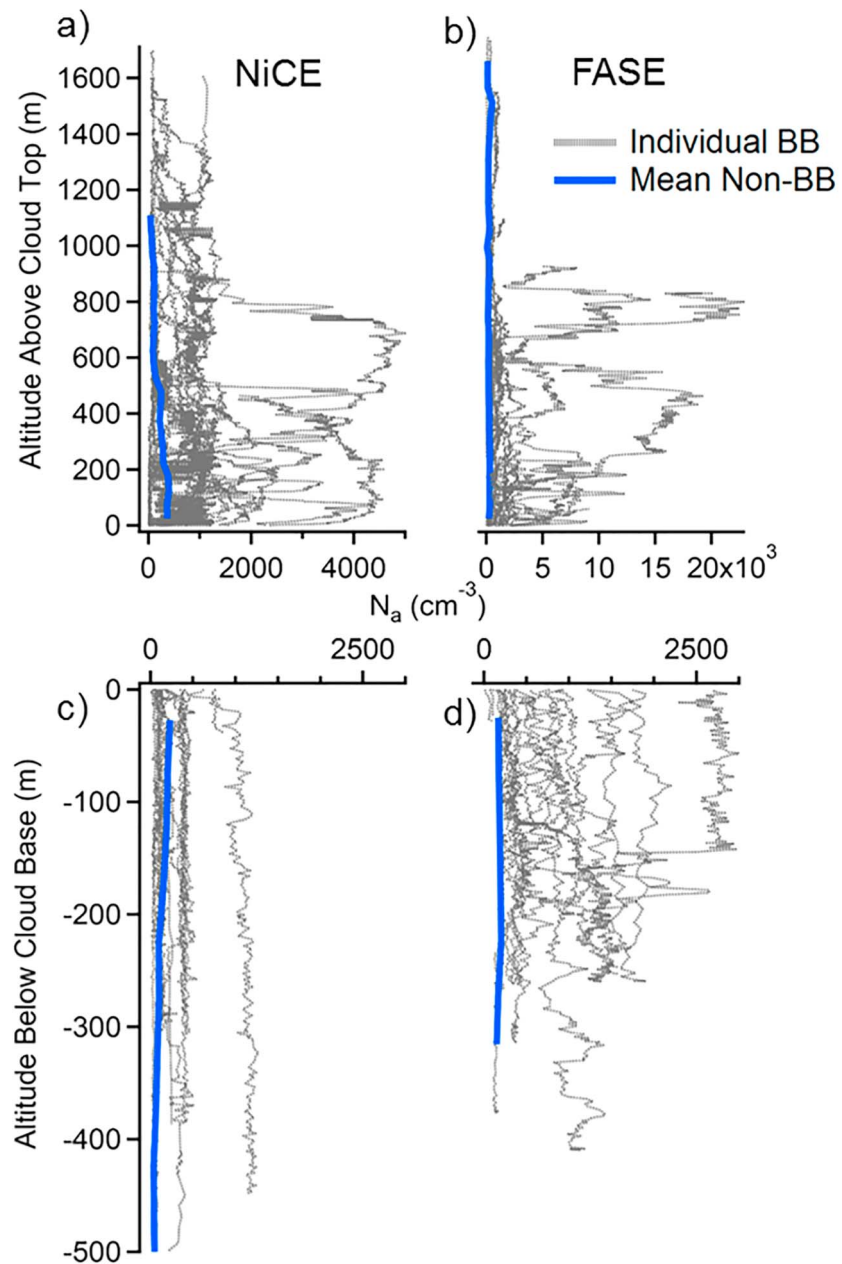 a)
NiCE
b)
FASE
Individual BB
Mean Non-BB
Altitude Above Cloud Top (m)
1600
1400
1200
1000
800
600
400
200
0
0 2000 4000
0 5 10 15 20x10³
Nₐ (cm⁻³)
0 2500
0 2500
c)
d)
Altitude Below Cloud Base (m)
0
-100
-200
-300
-400
-500